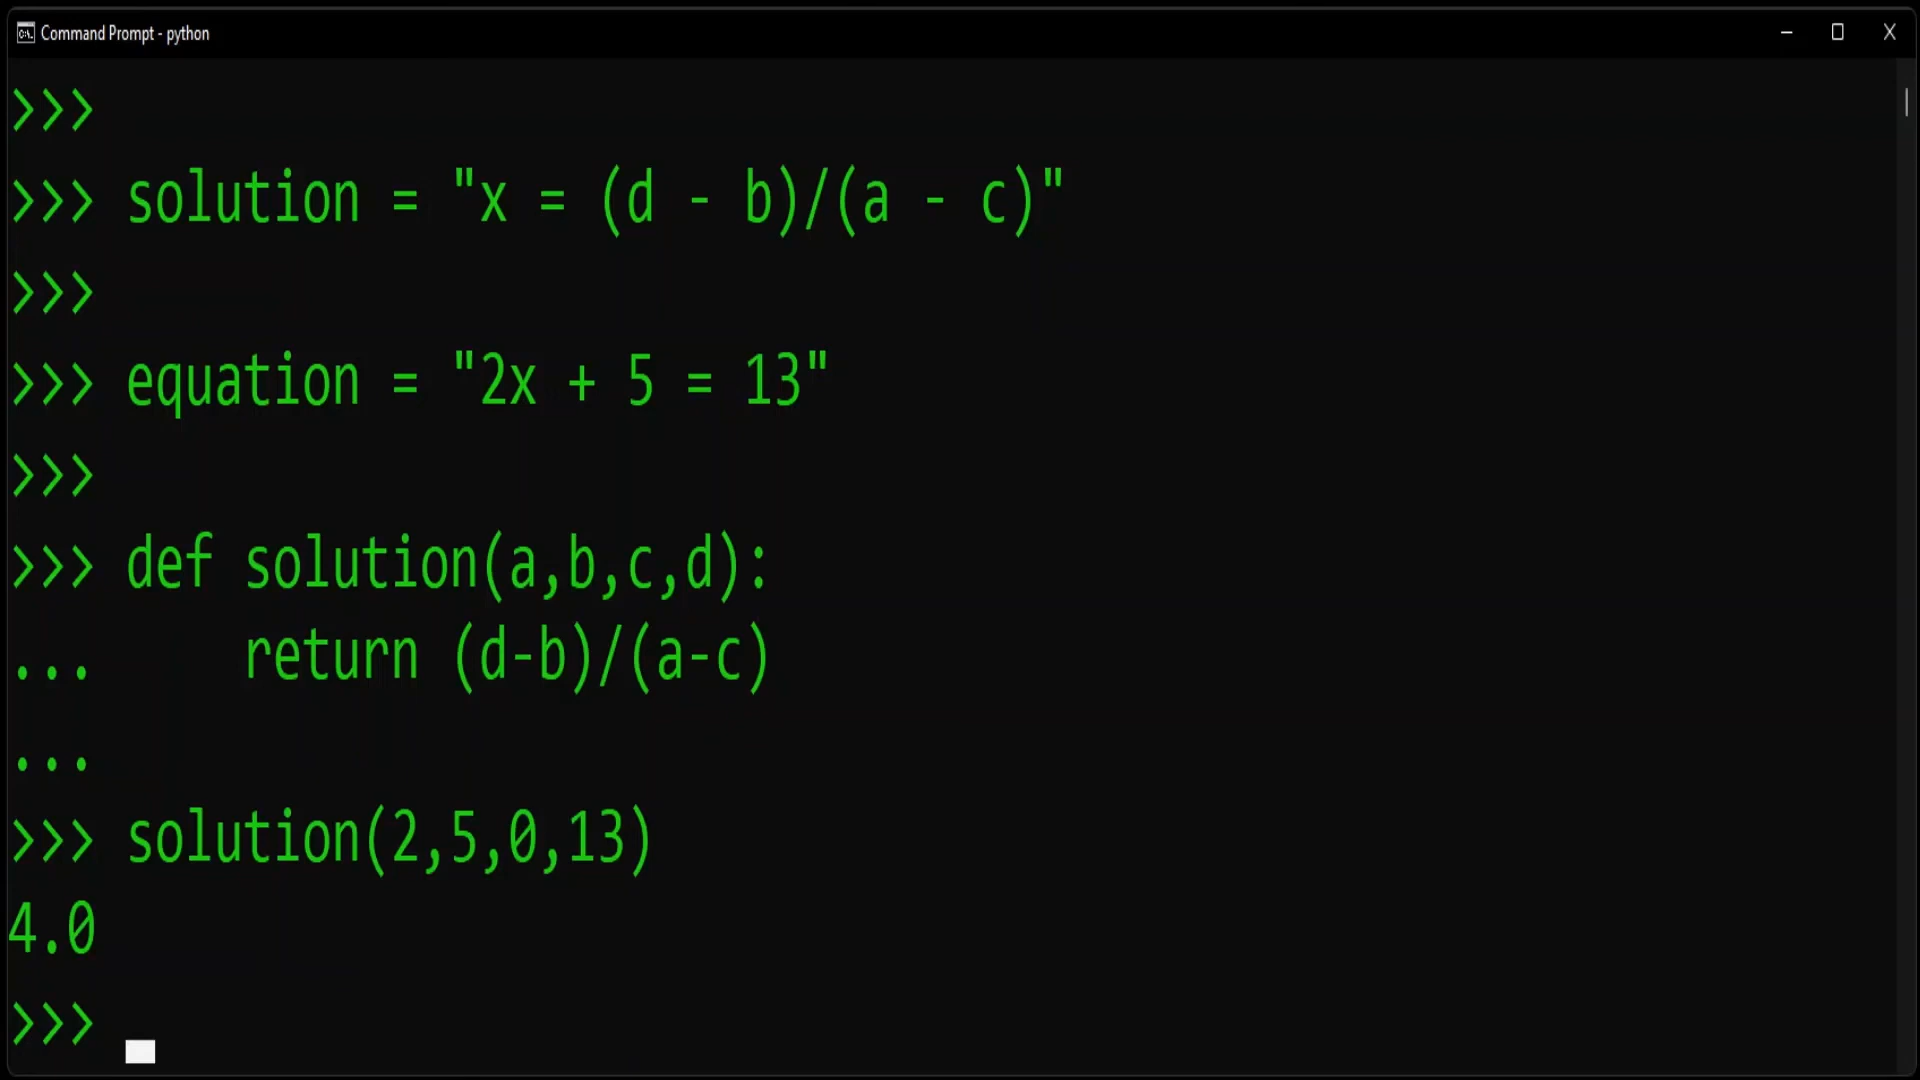 Command Prompt - python
>>>
>>> solution = "x = (d - b)/(a - c)"
>>>
>>> equation = "2x + 5 = 13"
>>>
>>> def solution(a,b,c,d):
...     return (d-b)/(a-c)
...
>>> solution(2,5,0,13)
4.0
>>>